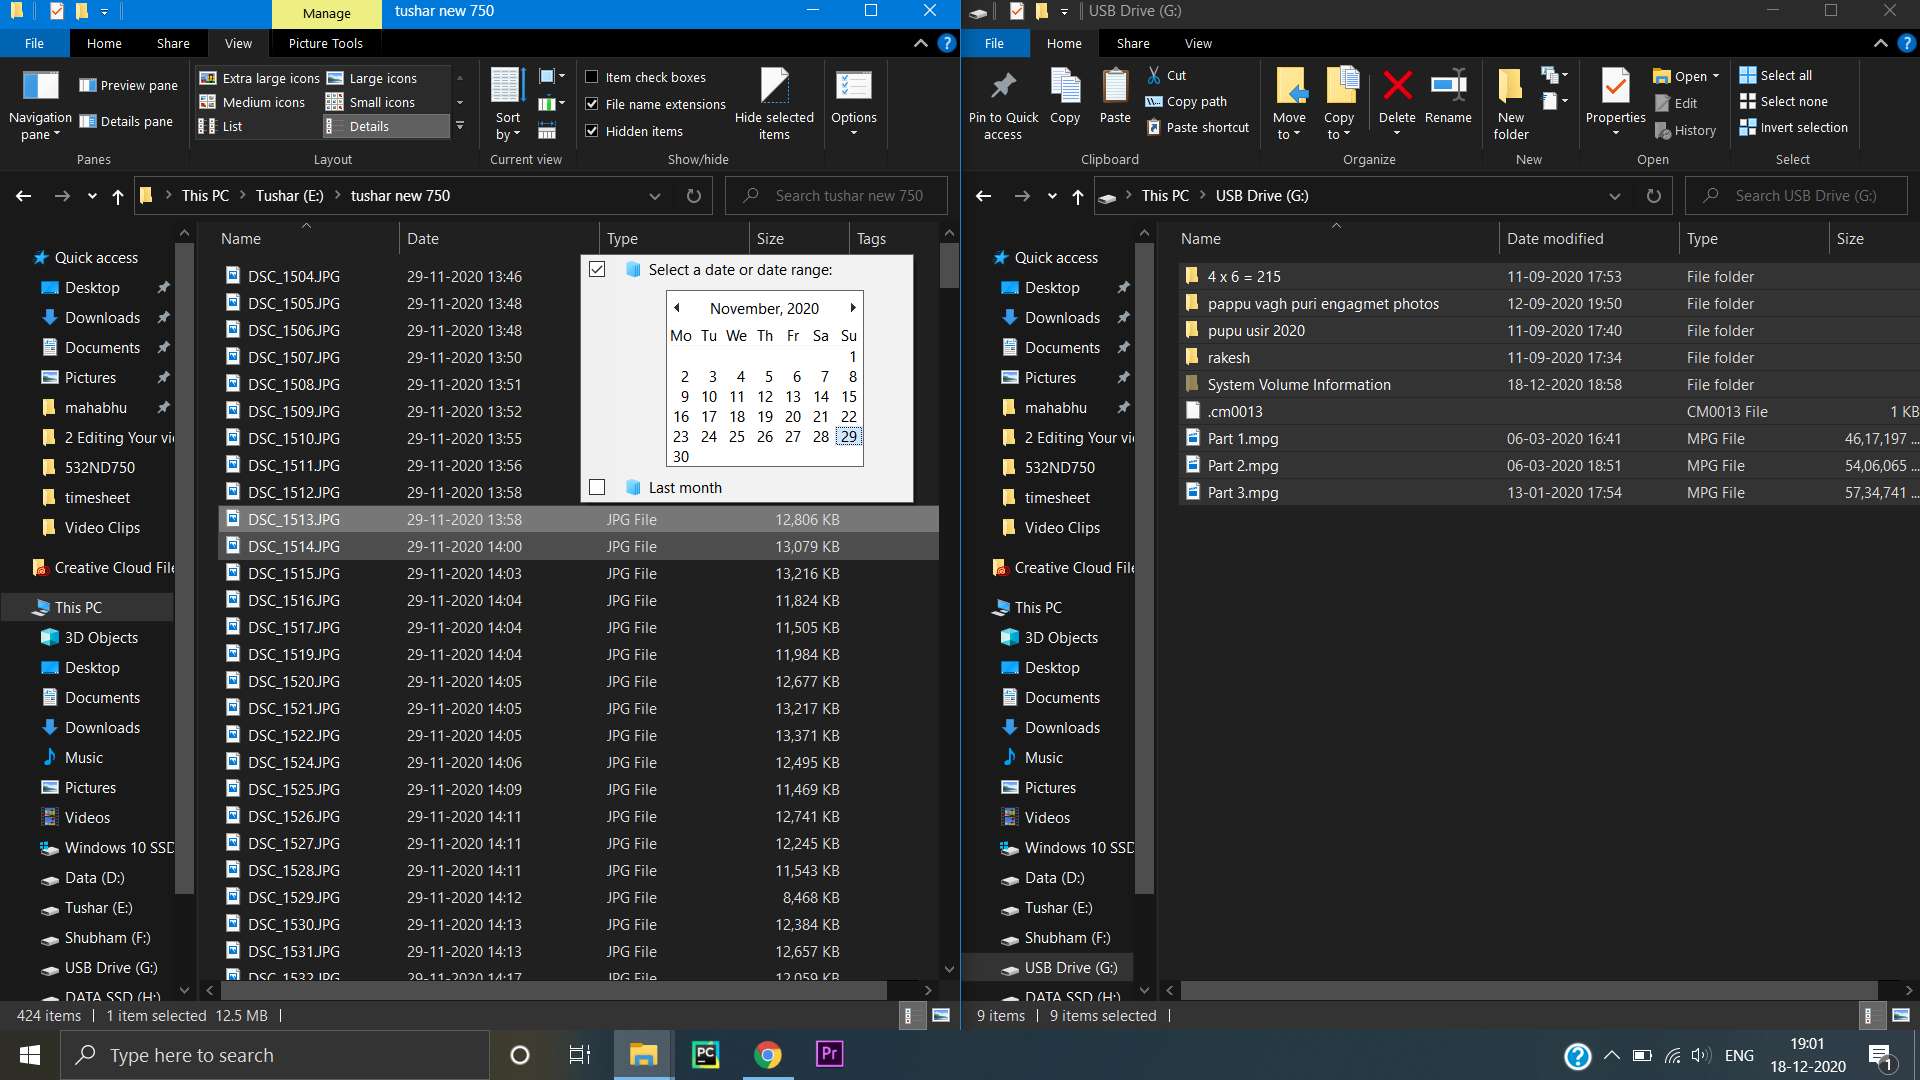 Manage
tushar new 750
File
Home
Share
View
Picture Tools
Navigation pane
Preview pane
Details pane
Panes
Extra large icons
Large icons
Medium icons
Small icons
List
Details
Layout
Sort by
Current view
Item check boxes
File name extensions
Hidden items
Hide selected items
Show/hide
Options
This PC
Tushar (E:)
tushar new 750
Search tushar new 750
Quick access
Desktop
Downloads
Documents
Pictures
mahabhu
2 Editing Your vi
532ND750
timesheet
Video Clips
Creative Cloud File
This PC
3D Objects
Desktop
Documents
Downloads
Music
Pictures
Videos
Windows 10 SSD
Data (D:)
Tushar (E:)
Shubham (F:)
USB Drive (G:)
DATA SSD (H:)
Name Date Type Size Tags
DSC_1504.JPG 29-11-2020 13:46
DSC_1505.JPG 29-11-2020 13:48
DSC_1506.JPG 29-11-2020 13:48
DSC_1507.JPG 29-11-2020 13:50
DSC_1508.JPG 29-11-2020 13:51
DSC_1509.JPG 29-11-2020 13:52
DSC_1510.JPG 29-11-2020 13:55
DSC_1511.JPG 29-11-2020 13:56
DSC_1512.JPG 29-11-2020 13:58
DSC_1513.JPG 29-11-2020 13:58 JPG File 12,806 KB
DSC_1514.JPG 29-11-2020 14:00 JPG File 13,079 KB
DSC_1515.JPG 29-11-2020 14:03 JPG File 13,216 KB
DSC_1516.JPG 29-11-2020 14:04 JPG File 11,824 KB
DSC_1517.JPG 29-11-2020 14:04 JPG File 11,505 KB
DSC_1519.JPG 29-11-2020 14:04 JPG File 11,984 KB
DSC_1520.JPG 29-11-2020 14:05 JPG File 12,677 KB
DSC_1521.JPG 29-11-2020 14:05 JPG File 13,217 KB
DSC_1522.JPG 29-11-2020 14:05 JPG File 13,371 KB
DSC_1524.JPG 29-11-2020 14:06 JPG File 12,495 KB
DSC_1525.JPG 29-11-2020 14:09 JPG File 11,469 KB
DSC_1526.JPG 29-11-2020 14:11 JPG File 12,741 KB
DSC_1527.JPG 29-11-2020 14:11 JPG File 12,245 KB
DSC_1528.JPG 29-11-2020 14:11 JPG File 11,543 KB
DSC_1529.JPG 29-11-2020 14:12 JPG File 8,468 KB
DSC_1530.JPG 29-11-2020 14:13 JPG File 12,384 KB
DSC_1531.JPG 29-11-2020 14:13 JPG File 12,657 KB
DSC_1532.JPG 29-11-2020 14:17 JPG File 12,059 KB
Select a date or date range:
November, 2020
Mo Tu We Th Fr Sa Su
1
2 3 4 5 6 7 8
9 10 11 12 13 14 15
16 17 18 19 20 21 22
23 24 25 26 27 28 29
30
Last month
424 items
1 item selected 12.5 MB
USB Drive (G:)
File
Home
Share
View
Pin to Quick access
Copy
Paste
Cut
Copy path
Paste shortcut
Clipboard
Move to
Copy to
Delete
Rename
Organize
New folder
New
Properties
Open
Edit
History
Open
Select all
Select none
Invert selection
Select
This PC
USB Drive (G:)
Search USB Drive (G:)
Quick access
Desktop
Downloads
Documents
Pictures
mahabhu
2 Editing Your vi
532ND750
timesheet
Video Clips
Creative Cloud File
This PC
3D Objects
Desktop
Documents
Downloads
Music
Pictures
Videos
Windows 10 SSD
Data (D:)
Tushar (E:)
Shubham (F:)
USB Drive (G:)
DATA SSD (H:)
Name Date modified Type Size
4 x 6 = 215 11-09-2020 17:53 File folder
pappu vagh puri engagmet photos 12-09-2020 19:50 File folder
pupu usir 2020 11-09-2020 17:40 File folder
rakesh 11-09-2020 17:34 File folder
System Volume Information 18-12-2020 18:58 File folder
.cm0013 CM0013 File 1 KB
Part 1.mpg 06-03-2020 16:41 MPG File 46,17,197 ...
Part 2.mpg 06-03-2020 18:51 MPG File 54,06,065 ...
Part 3.mpg 13-01-2020 17:54 MPG File 57,34,741 ...
9 items
9 items selected
Type here to search
PC
Pr
ENG
19:01
18-12-2020
1